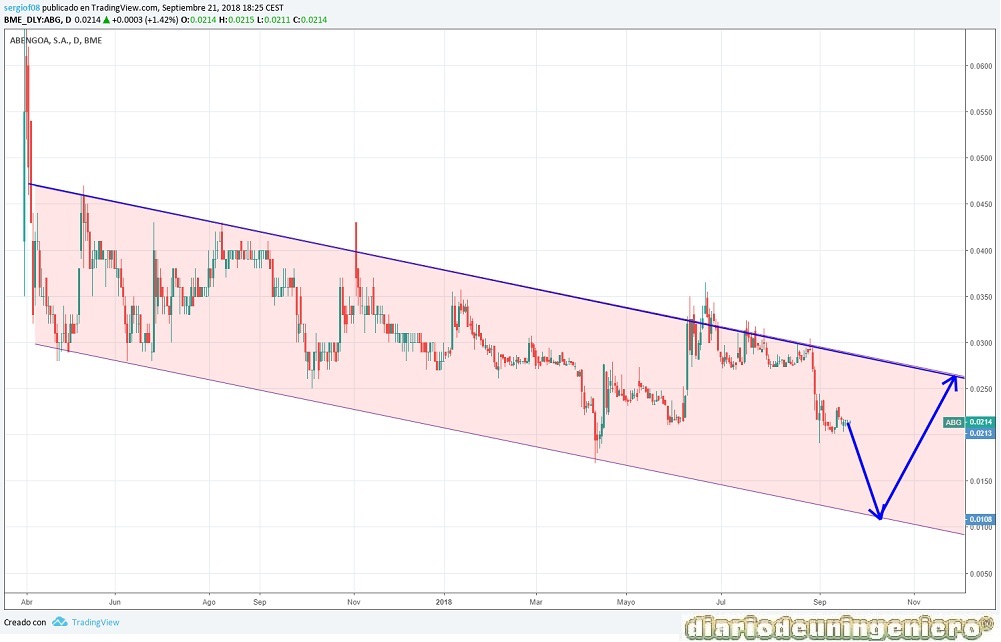 sergiof08 publicado en TradingView.com, Septiembre 21, 2018 18:25 CEST
BME_DLY:ABG, D 0.0214 ▲ +0.0003 (+1.42%) O:0.0214 H:0.0215 L:0.0211 C:0.0214
ABENGOA, S.A., D, BME
0.0600
0.0550
0.0500
0.0450
0.0400
0.0350
0.0300
0.0250
ABG 0.0214
0.0213
0.0150
0.0108
0.0100
0.0050
Abr Jun Ago Sep Nov 2018 Mar Mayo Jul Sep Nov
Creado con TradingView
diariodeuningeniero®